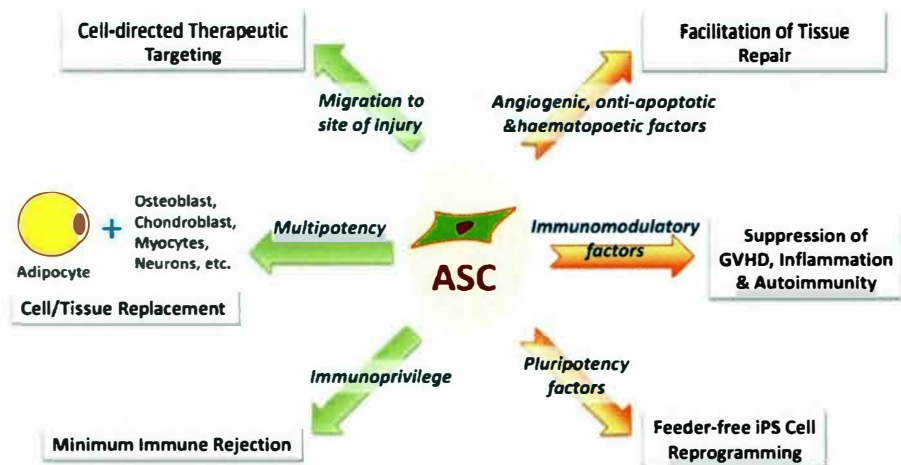 Cell-directed Therapeutic
Targeting
Facilitation of Tissue
Repair
Migration to
site of injury
Angiogenic, anti-apoptotic
&haematopoetic factors
Osteoblast,
Chondroblast,
Myocytes,
Neurons, etc.
+
Adipocyte
Cell/Tissue Replacement
Multipotency
ASC
Immunomodulatory
factors
Suppression of
GVHD, Inflammation
& Autoimmunity
Immunoprivilege
Pluripotency
factors
Minimum Immune Rejection
Feeder-free iPS Cell
Reprogramming